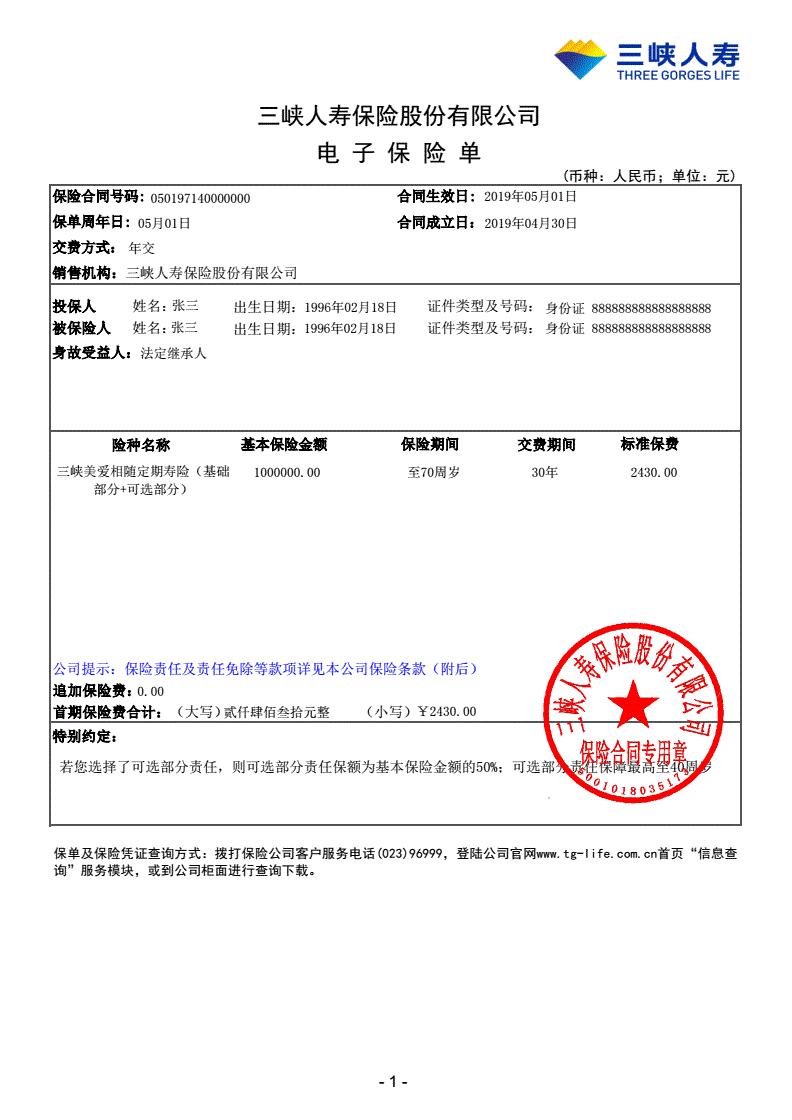 三峡人寿
THREE GORGES LIFE
三峡人寿保险股份有限公司
电 子 保 险 单
(币种：人民币；单位：元)
保险合同号码：050197140000000 合同生效日：2019年05月01日
保单周年日：05月01日 合同成立日：2019年04月30日
交费方式：年交
销售机构：三峡人寿保险股份有限公司
投保人 姓名：张三 出生日期：1996年02月18日 证件类型及号码：身份证 888888888888888888
被保险人 姓名：张三 出生日期：1996年02月18日 证件类型及号码：身份证 888888888888888888
身故受益人：法定继承人
险种名称 基本保险金额 保险期间 交费期间 标准保费
三峡美爱相随定期寿险（基础 1000000.00 至70周岁 30年 2430.00
部分+可选部分）
公司提示：保险责任及责任免除等款项详见本公司保险条款（附后）
追加保险费：0.00
首期保险费合计：（大写）贰仟肆佰叁拾元整 （小写）￥2430.00
三峡人寿保险股份有限公司
保险合同专用章
5001018035173
特别约定：
若您选择了可选部分责任，则可选部分责任保额为基本保险金额的50%；可选部分责任保障最高至40周岁
保单及保险凭证查询方式：拨打保险公司客户服务电话(023)96999，登陆公司官网www.tg-life.com.cn首页“信息查
询”服务模块，或到公司柜面进行查询下载。
- 1 -